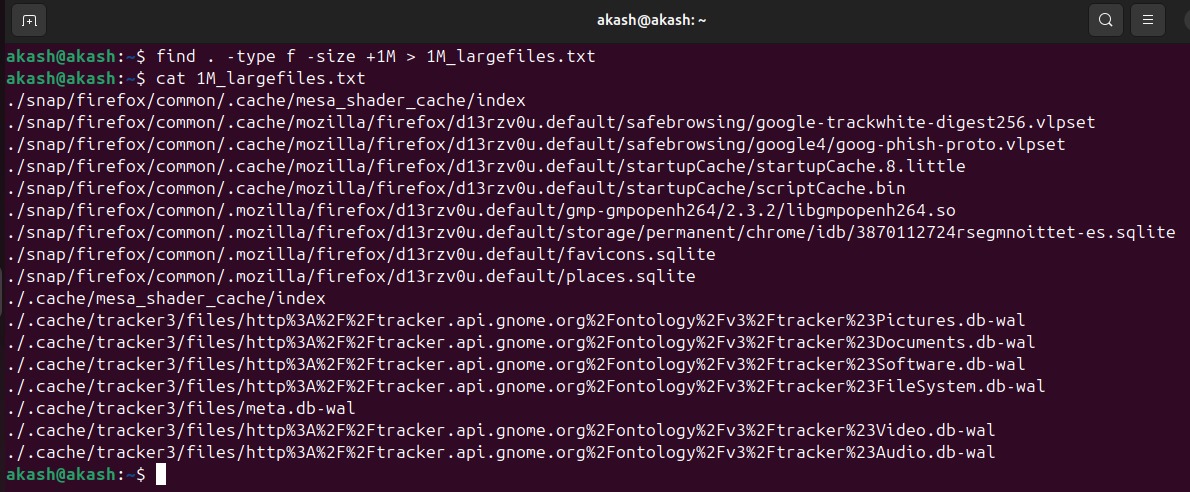 akash@akash: ~
akash@akash:~$ find . -type f -size +1M > 1M_largefiles.txt
akash@akash:~$ cat 1M_largefiles.txt
./snap/firefox/common/.cache/mesa_shader_cache/index
./snap/firefox/common/.cache/mozilla/firefox/d13rzv0u.default/safebrowsing/google-trackwhite-digest256.vlpset
./snap/firefox/common/.cache/mozilla/firefox/d13rzv0u.default/safebrowsing/google4/goog-phish-proto.vlpset
./snap/firefox/common/.cache/mozilla/firefox/d13rzv0u.default/startupCache/startupCache.8.little
./snap/firefox/common/.cache/mozilla/firefox/d13rzv0u.default/startupCache/scriptCache.bin
./snap/firefox/common/.mozilla/firefox/d13rzv0u.default/gmp-gmpopenh264/2.3.2/libgmpopenh264.so
./snap/firefox/common/.mozilla/firefox/d13rzv0u.default/storage/permanent/chrome/idb/3870112724rsegmnoittet-es.sqlite
./snap/firefox/common/.mozilla/firefox/d13rzv0u.default/favicons.sqlite
./snap/firefox/common/.mozilla/firefox/d13rzv0u.default/places.sqlite
./.cache/mesa_shader_cache/index
./.cache/tracker3/files/http%3A%2F%2Ftracker.api.gnome.org%2Fontology%2Fv3%2Ftracker%23Pictures.db-wal
./.cache/tracker3/files/http%3A%2F%2Ftracker.api.gnome.org%2Fontology%2Fv3%2Ftracker%23Documents.db-wal
./.cache/tracker3/files/http%3A%2F%2Ftracker.api.gnome.org%2Fontology%2Fv3%2Ftracker%23Software.db-wal
./.cache/tracker3/files/http%3A%2F%2Ftracker.api.gnome.org%2Fontology%2Fv3%2Ftracker%23FileSystem.db-wal
./.cache/tracker3/files/meta.db-wal
./.cache/tracker3/files/http%3A%2F%2Ftracker.api.gnome.org%2Fontology%2Fv3%2Ftracker%23Video.db-wal
./.cache/tracker3/files/http%3A%2F%2Ftracker.api.gnome.org%2Fontology%2Fv3%2Ftracker%23Audio.db-wal
akash@akash:~$